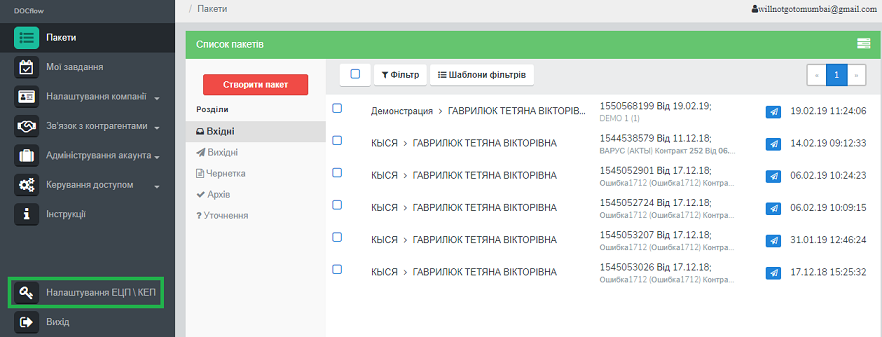 DOCflow
/ Пакети
willnotgotomumbai@gmail.com
Пакети
Мої завдання
Налаштування компанії
Зв'язок з контрагентами
Адміністрування акаунта
Керування доступом
Інструкції
Налаштування ЕЦП \ КЕП
Вихід
Список пакетів
Створити пакет
Розділи
Вхідні
Вихідні
Чернетка
Архів
? Уточнення
Фільтр
Шаблони фільтрів
« 1 »
Демонстрация > ГАВРИЛЮК ТЕТЯНА ВІКТОРІВ... 1550568199 Від 19.02.19; 19.02.19 11:24:06
DEMO 1 (1)
КЫСЯ > ГАВРИЛЮК ТЕТЯНА ВІКТОРІВНА 1544538579 Від 11.12.18; 14.02.19 09:12:33
ВАРУС (АКТЫ) Контракт 252 Від 06....
КЫСЯ > ГАВРИЛЮК ТЕТЯНА ВІКТОРІВНА 1545052901 Від 17.12.18; 06.02.19 10:24:23
Ошибка1712 (Ошибка1712) Контра...
КЫСЯ > ГАВРИЛЮК ТЕТЯНА ВІКТОРІВНА 1545052724 Від 17.12.18; 06.02.19 10:09:15
Ошибка1712 (Ошибка1712) Контра...
КЫСЯ > ГАВРИЛЮК ТЕТЯНА ВІКТОРІВНА 1545053207 Від 17.12.18; 31.01.19 12:46:24
Ошибка1712 (Ошибка1712) Контра...
КЫСЯ > ГАВРИЛЮК ТЕТЯНА ВІКТОРІВНА 1545053026 Від 17.12.18; 17.12.18 15:25:32
Ошибка1712 (Ошибка1712) Контра...